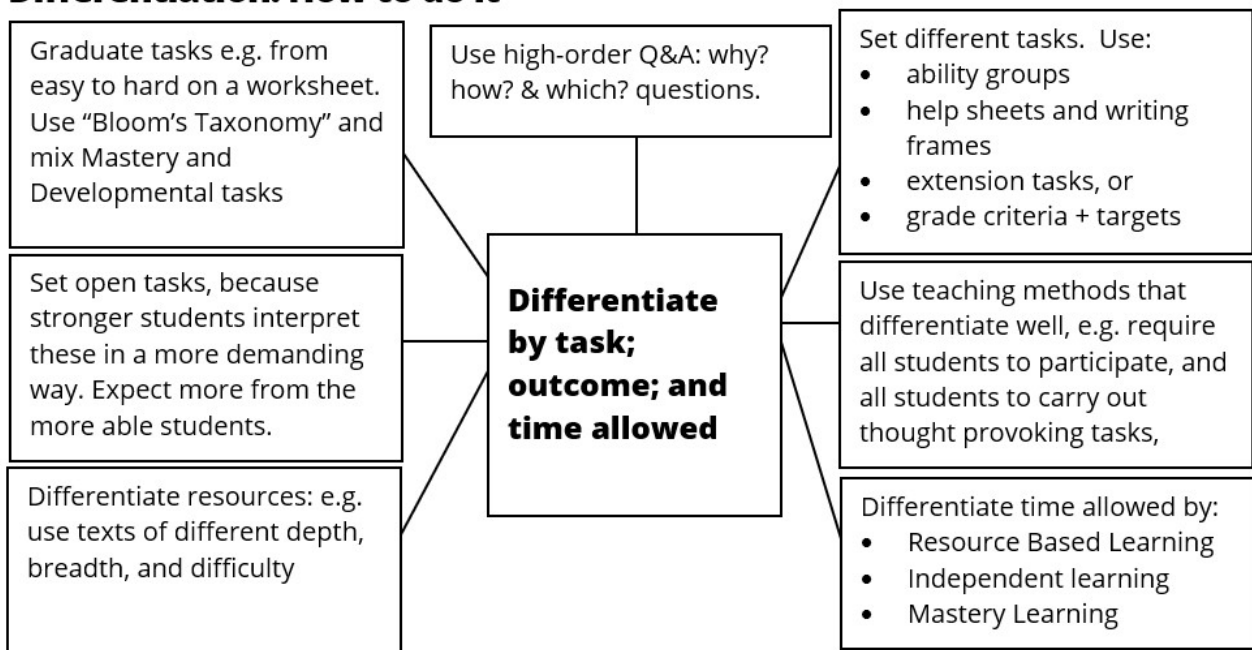 Differentiation: How to do it
Graduate tasks e.g. from
easy to hard on a worksheet.
Use “Bloom’s Taxonomy” and
mix Mastery and
Developmental tasks
Use high-order Q&A: why?
how? & which? questions.
Set different tasks. Use:
• ability groups
• help sheets and writing
frames
• extension tasks, or
• grade criteria + targets
Set open tasks, because
stronger students interpret
these in a more demanding
way. Expect more from the
more able students.
Differentiate
by task;
outcome; and
time allowed
Use teaching methods that
differentiate well, e.g. require
all students to participate, and
all students to carry out
thought provoking tasks,
Differentiate resources: e.g.
use texts of different depth,
breadth, and difficulty
Differentiate time allowed by:
• Resource Based Learning
• Independent learning
• Mastery Learning